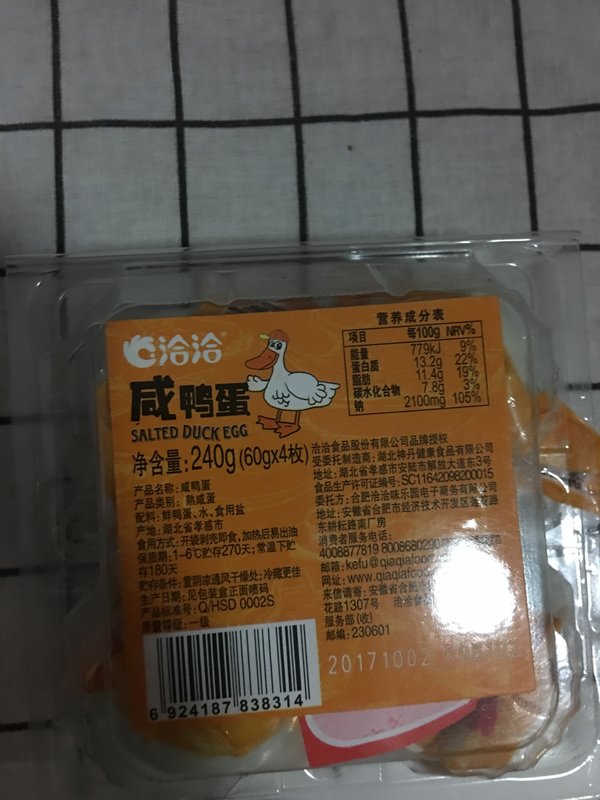 洽洽
咸鸭蛋
SALTED DUCK EGG
净含量:240g(60gx4枚)
产品名称:咸鸭蛋
产品类别: 熟咸蛋
配料:鲜鸭蛋、水、食用盐
产地:湖北省孝感市
食用方式:开袋剥壳即食,加热后易出油
保质期:1-6℃贮存270天;常温下贮
存180天
贮存条件:置阴凉通风干燥处;冷藏更佳
生产日期:见包装盒正面喷码
产品标准号:Q/HSD 0002S
质量等级:一级
6 924187 838314
营养成分表
项目 每100g NRV%
能量 779kJ 9%
蛋白质 13.2g 22%
脂肪 11.4g 19%
碳水化合物 7.8g 3%
钠 2100mg 105%
洽洽食品股份有限公司品牌授权
受委托制造商:湖北神丹健康食品有限公司
地址:湖北省孝感市安陆市解放大道东3号
食品生产许可证编号:SC11642098200015
委托方:合肥洽洽味乐园电子商务有限公司
地址:安徽省合肥市经济技术开发区莲花路
东耕耘路南厂房
消费者服务电话:
4008877819 8008680290
邮箱:kefu@qiaqiafood
网址:www.qiaqiafoo
来信请寄:安徽省合肥
花路1307号 洽洽食
服务部(收)
邮编:230601
20171002